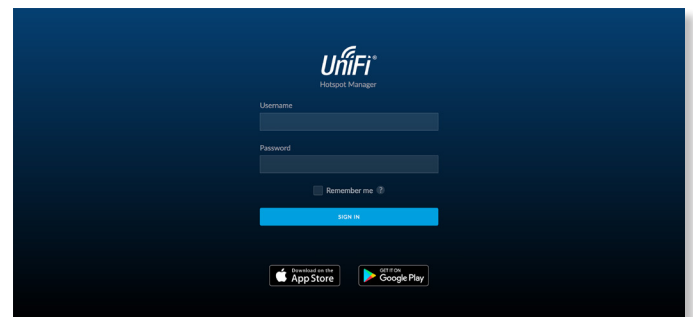 UniFi®
Hotspot Manager
Username
Password
Remember me ?
SIGN IN
Download on the
App Store
GET IT ON
Google Play